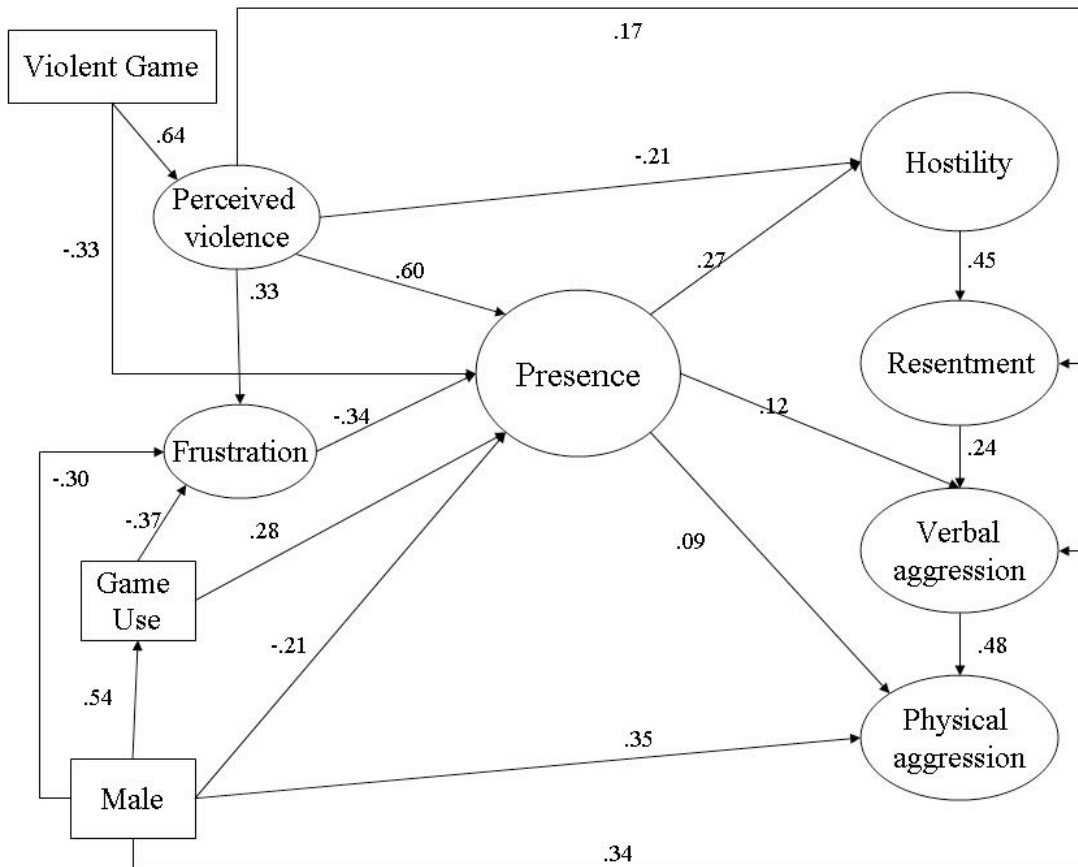 .17
Violent Game
.64
-.21
Hostility
Perceived
violence
-.33
.27
.45
.60
.33
Presence
Resentment
-.34
.12
Frustration
.24
-.30
-.37
.28
Verbal
aggression
.09
Game
Use
-.21
.48
.54
Physical
aggression
.35
Male
.34